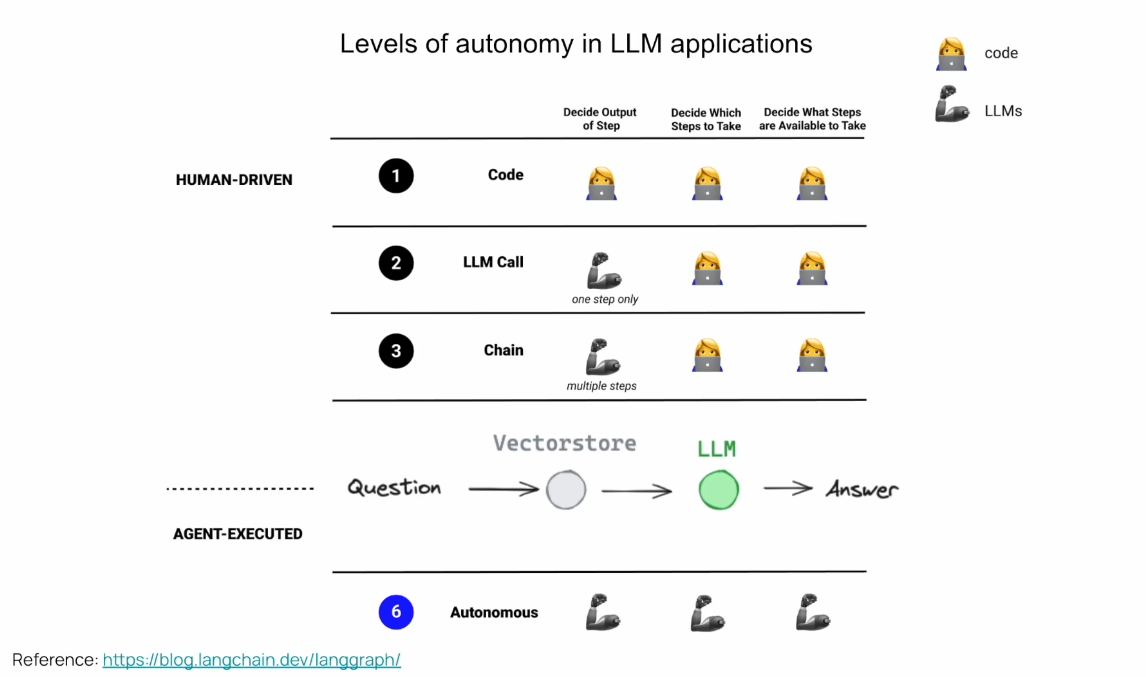 Levels of autonomy in LLM applications
code
LLMs
Decide Output
of Step
Decide Which
Steps to Take
Decide What Steps
are Available to Take
HUMAN-DRIVEN
1
Code
2
LLM Call
one step only
3
Chain
multiple steps
Vectorstore
LLM
Question
Answer
AGENT-EXECUTED
6
Autonomous
Reference: https://blog.langchain.dev/langgraph/